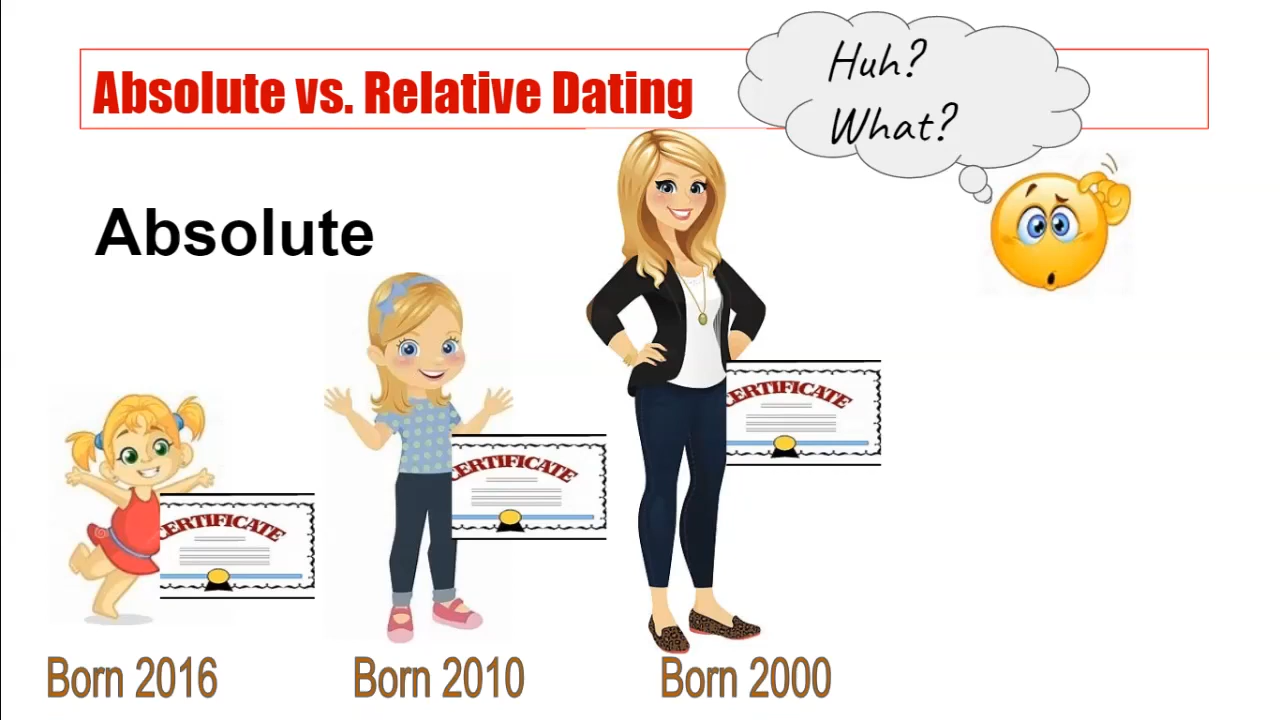 Absolute vs. Relative Dating
Huh?
What?
Absolute
CERTIFICATE
CERTIFICATE
CERTIFICATE
Born 2016
Born 2010
Born 2000